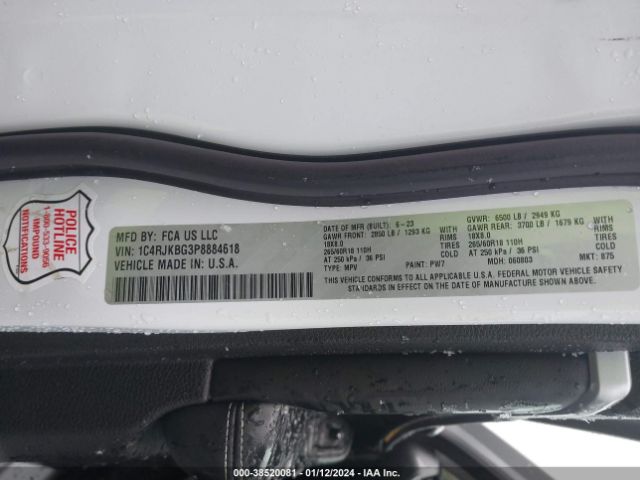 POLICE
HOTLINE
1-800-533-9056
IMPOUND
NOTIFICATIONS
MFD BY: FCA US LLC
VIN: 1C4RJKBG3P8884618
VEHICLE MADE IN U.S.A.
DATE OF MFR (BUILT): 6-23
GAWR FRONT: 2850 LB / 1293 KG
18X8.0
265/60R18 110H
AT 250 kPa / 36 PSI
TYPE: MPV
WITH
RIMS
TIRES
COLD
PAINT: PW7
GVWR: 6500 LB / 2949 KG
GAWR REAR: 3700 LB / 1679 KG
18X8.0
265/60R18 110H
AT 250 kPa / 36 PSI
MDH: 060803
WITH
RIMS
TIRES
COLD
MKT: 875
THIS VEHICLE CONFORMS TO ALL APPLICABLE FEDERAL MOTOR VEHICLE SAFETY
STANDARDS IN EFFECT ON THE DATE OF MANUFACTURE SHOWN ABOVE.
000-38520081 - 01/12/2024 - IAA Inc.